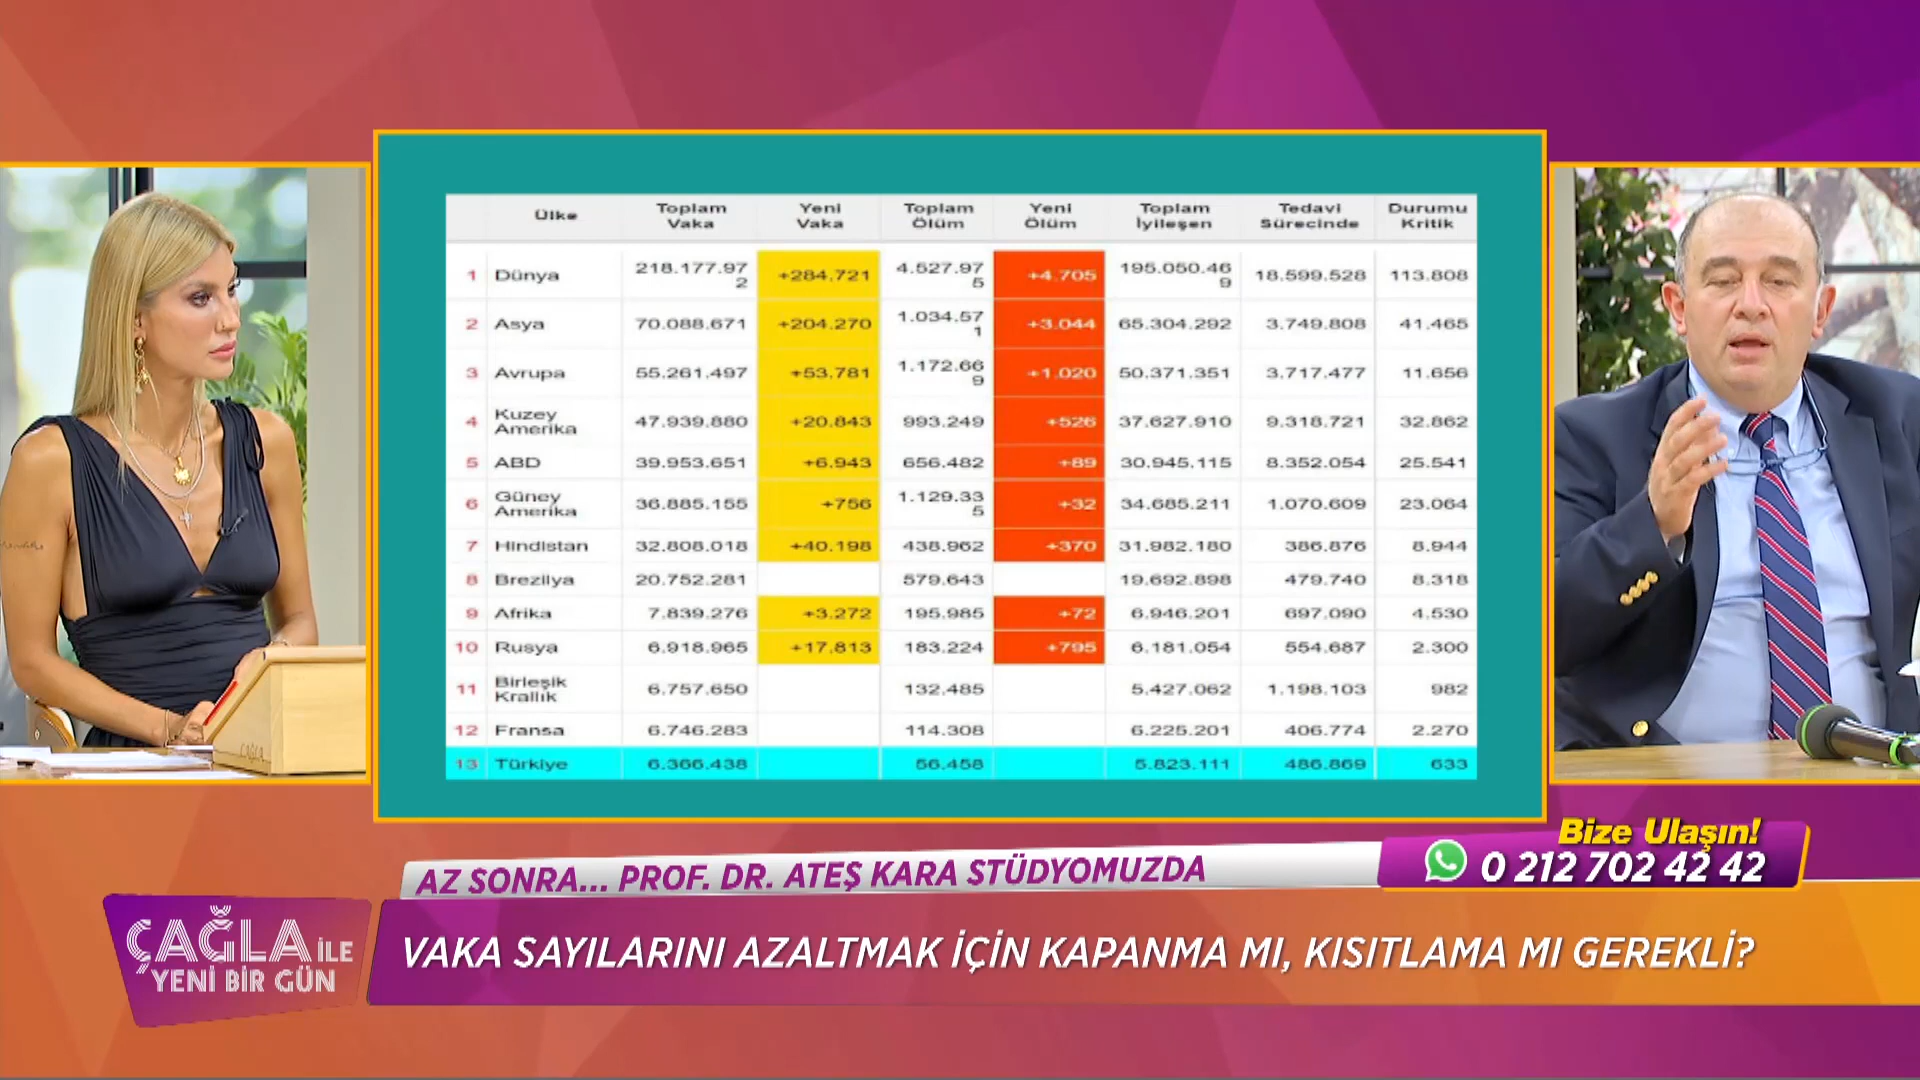 Ülke Toplam Vaka Yeni Vaka Toplam Ölüm Yeni Ölüm Toplam İyileşen Tedavi Sürecinde Durumu Kritik
1 Dünya 218.177.972 +284.721 4.527.975 +4.705 195.050.469 18.599.528 113.808
2 Asya 70.088.671 +204.270 1.034.571 +3.044 65.304.292 3.749.808 41.465
3 Avrupa 55.261.497 +53.781 1.172.669 +1.020 50.371.351 3.717.477 11.656
4 Kuzey Amerika 47.939.880 +20.843 993.249 +526 37.627.910 9.318.721 32.862
5 ABD 39.953.651 +6.943 656.482 +89 30.945.115 8.352.054 25.541
6 Güney Amerika 36.885.155 +756 1.129.335 +32 34.685.211 1.070.609 23.064
7 Hindistan 32.808.018 +40.198 438.962 +370 31.982.180 386.876 8.944
8 Brezilya 20.752.281 579.643 19.692.898 479.740 8.318
9 Afrika 7.839.276 +3.272 195.985 +72 6.946.201 697.090 4.530
10 Rusya 6.918.965 +17.813 183.224 +795 6.181.054 554.687 2.300
11 Birleşik Krallık 6.757.650 132.485 5.427.062 1.198.103 982
12 Fransa 6.746.283 114.308 6.225.201 406.774 2.270
13 Türkiye 6.366.438 56.458 5.823.111 486.869 633
Bize Ulaşın!
0 212 702 42 42
AZ SONRA... PROF. DR. ATEŞ KARA STÜDYOMUZDA
ÇAĞLA İLE
YENİ BİR GÜN
VAKA SAYILARINI AZALTMAK İÇİN KAPANMA MI, KISITLAMA MI GEREKLİ?